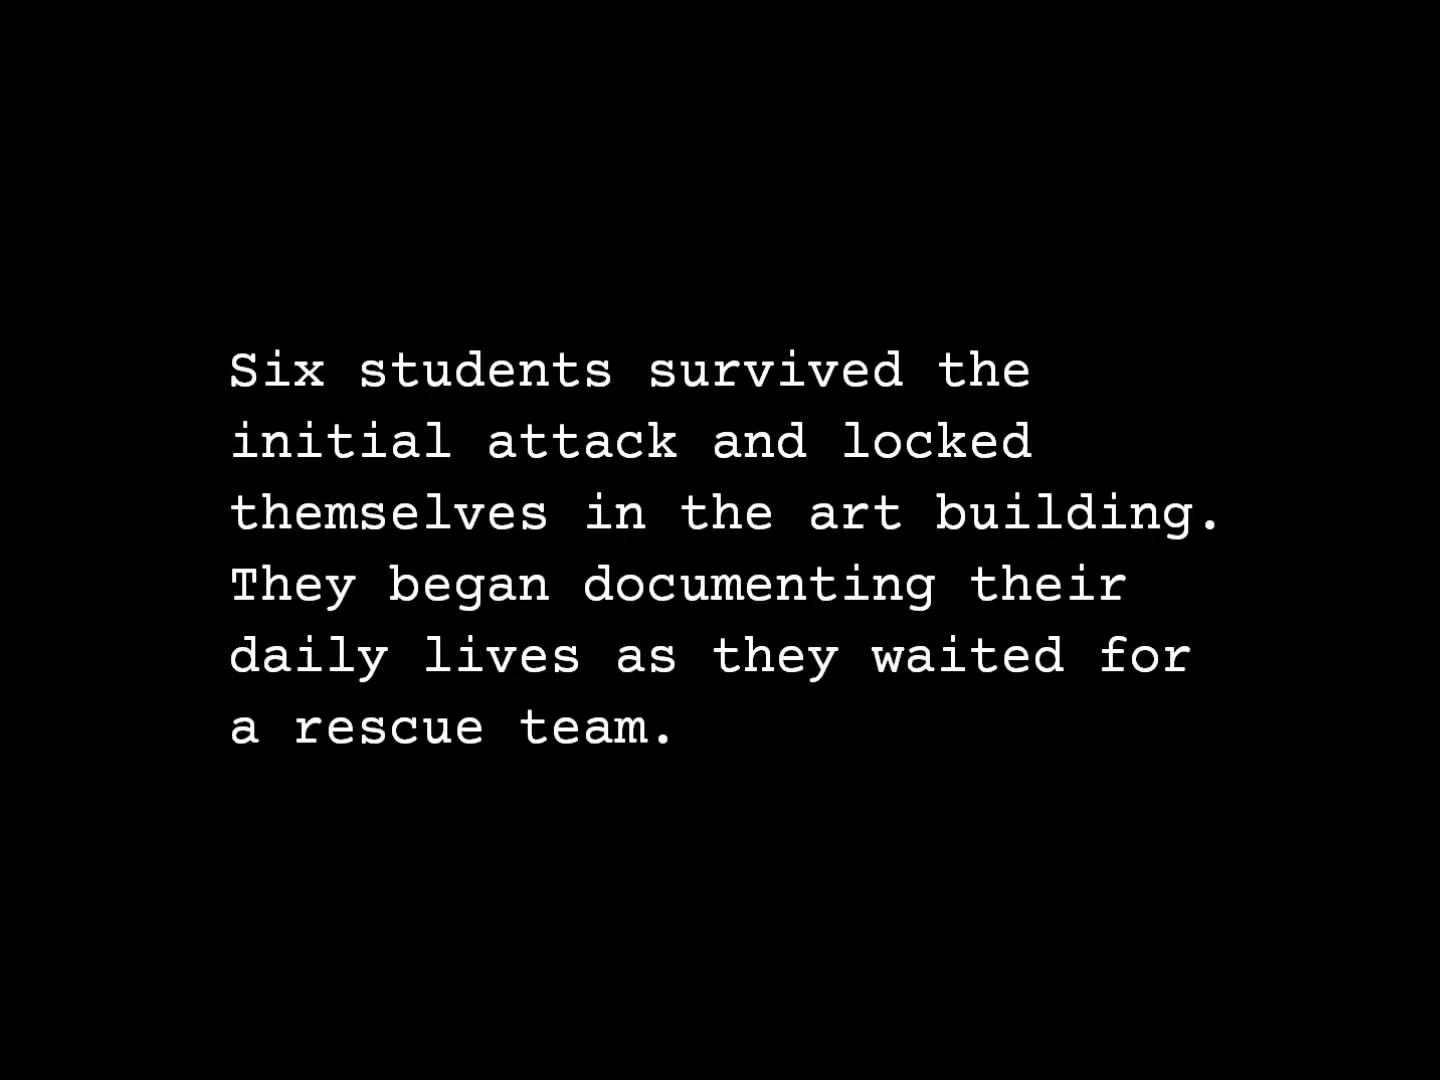 Six students survived the
initial attack and locked
themselves in the art building.
They began documenting their
daily lives as they waited for
a rescue team.